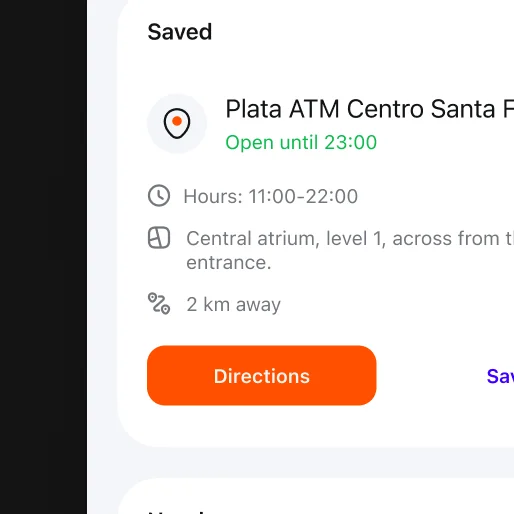 Saved
Plata ATM Centro Santa F
Open until 23:00
Hours: 11:00-22:00
Central atrium, level 1, across from
entrance.
2 km away
Directions
Sav